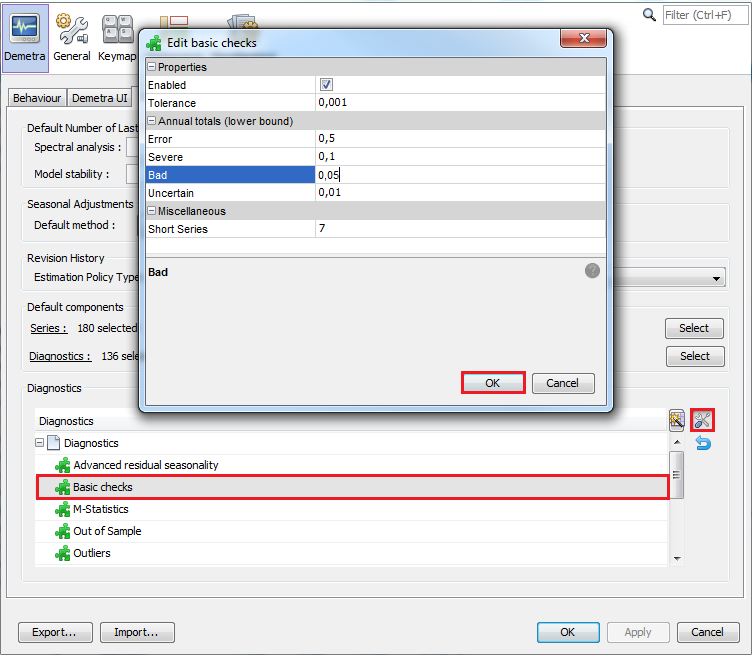 Filter (Ctrl+F)
Demetra
General
Keymap
Behaviour
Demetra UI
Default Number of Last
Spectral analysis :
Model stability :
Seasonal Adjustments
Default method :
Revision History
Estimation Policy Type
Default components
Series : 180 selected
Select
Diagnostics : 136 sele
Select
Diagnostics
Diagnostics
Diagnostics
Advanced residual seasonality
Basic checks
M-Statistics
Out of Sample
Outliers
Export...
Import...
OK
Apply
Cancel
Edit basic checks
Properties
Enabled
Tolerance 0,001
Annual totals (lower bound)
Error 0,5
Severe 0,1
Bad 0,05
Uncertain 0,01
Miscellaneous
Short Series 7
Bad
OK
Cancel